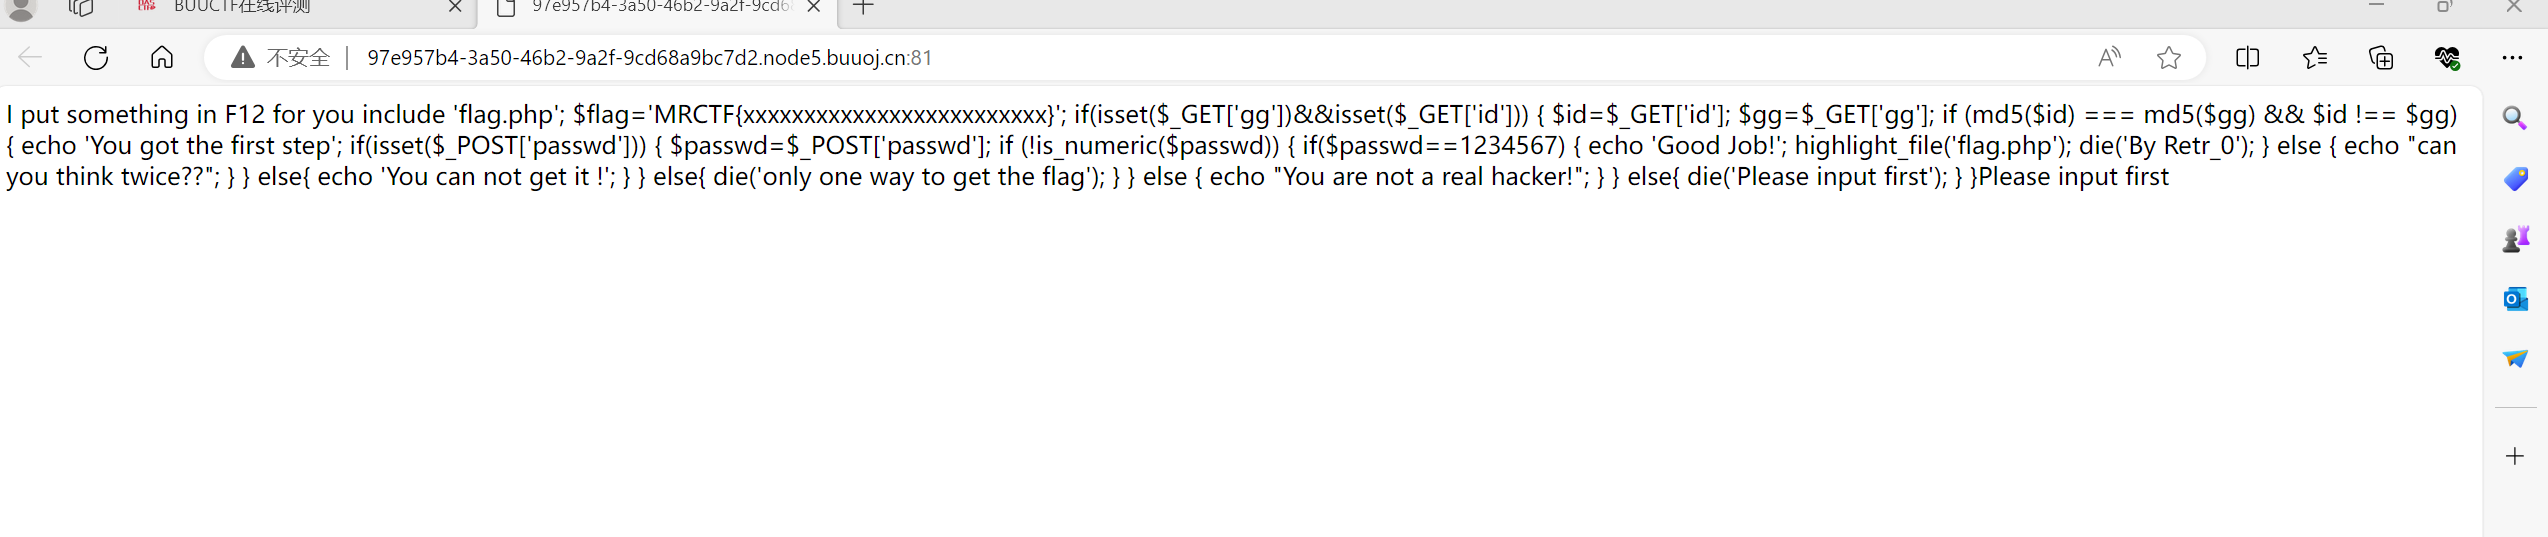 BUUCTF在线评测
97e957b4-3a50-46b2-9a2f-9cd6
不安全 | 97e957b4-3a50-46b2-9a2f-9cd68a9bc7d2.node5.buuoj.cn:81
I put something in F12 for you include 'flag.php'; $flag='MRCTF{xxxxxxxxxxxxxxxxxxxxxxxxx}'; if(isset($_GET['gg'])&&isset($_GET['id'])) { $id=$_GET['id']; $gg=$_GET['gg']; if (md5($id) === md5($gg) && $id !== $gg)
{ echo 'You got the first step'; if(isset($_POST['passwd'])) { $passwd=$_POST['passwd']; if (!is_numeric($passwd)) { if($passwd==1234567) { echo 'Good Job!'; highlight_file('flag.php'); die('By Retr_0'); } else { echo "can
you think twice??"; } } else{ echo 'You can not get it !'; } } else{ die('only one way to get the flag'); } } else { echo "You are not a real hacker!"; } } else{ die('Please input first'); } }Please input first